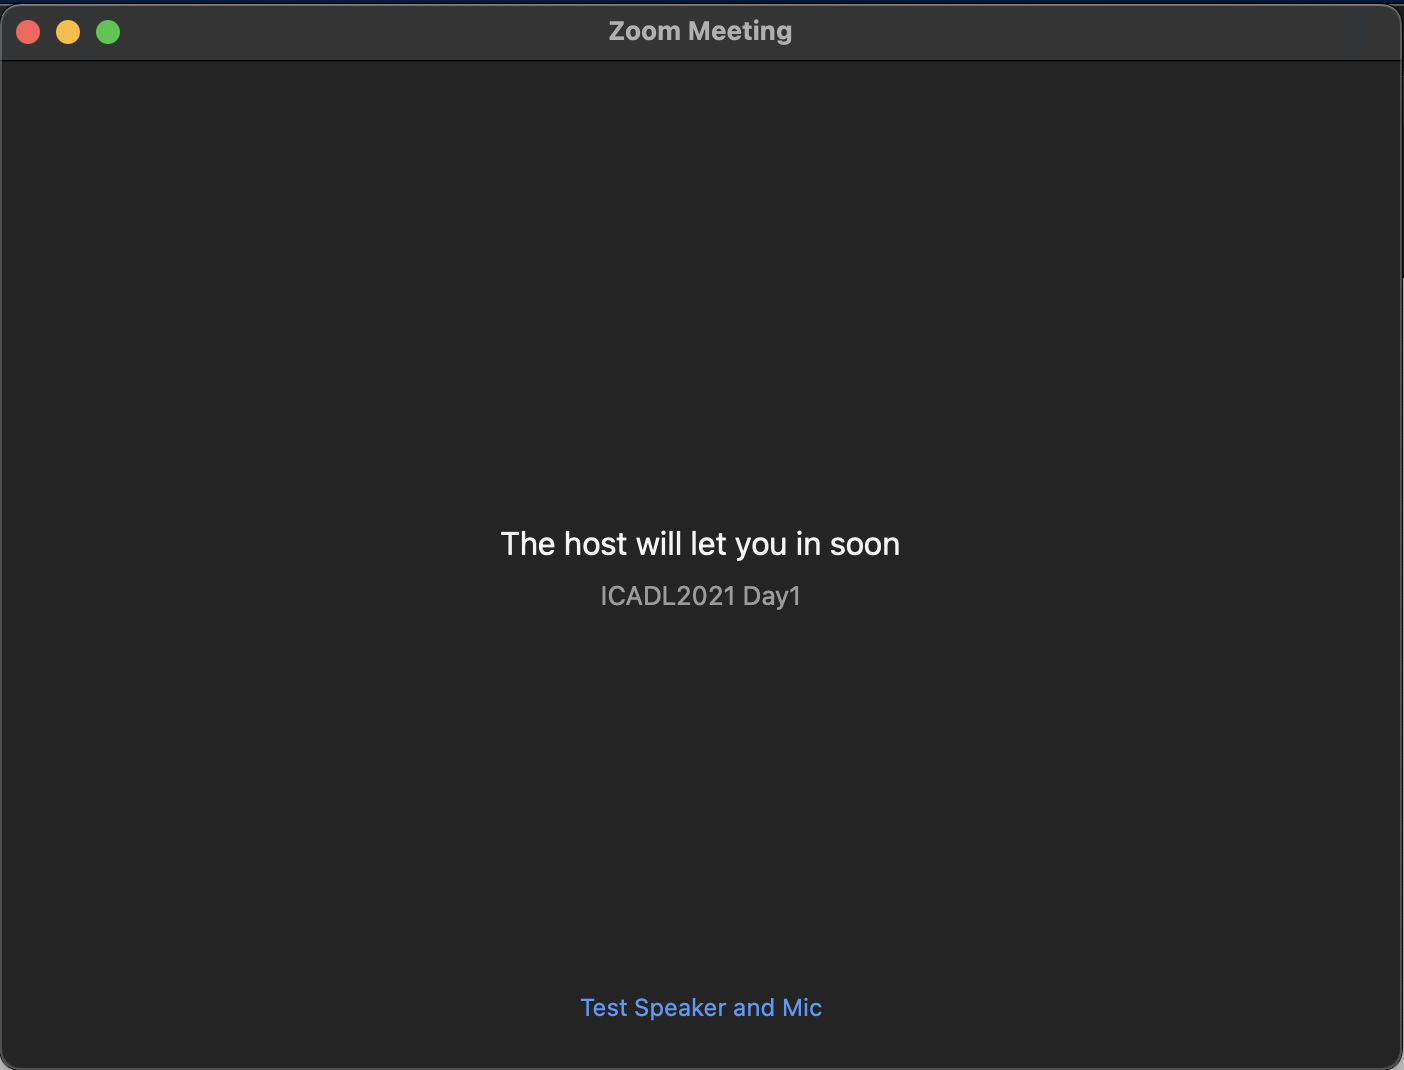 Zoom Meeting
The host will let you in soon
ICADL2021 Day1
Test Speaker and Mic